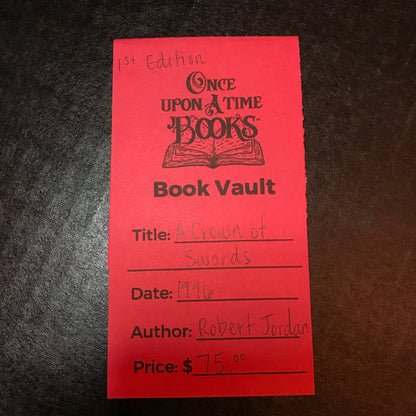 1st Edition
ONCE
UPON A TIME
BOOKS
Book Vault
Title: A Crown of
Swords
Date: 1996
Author: Robert Jordan
Price: $ 75.00